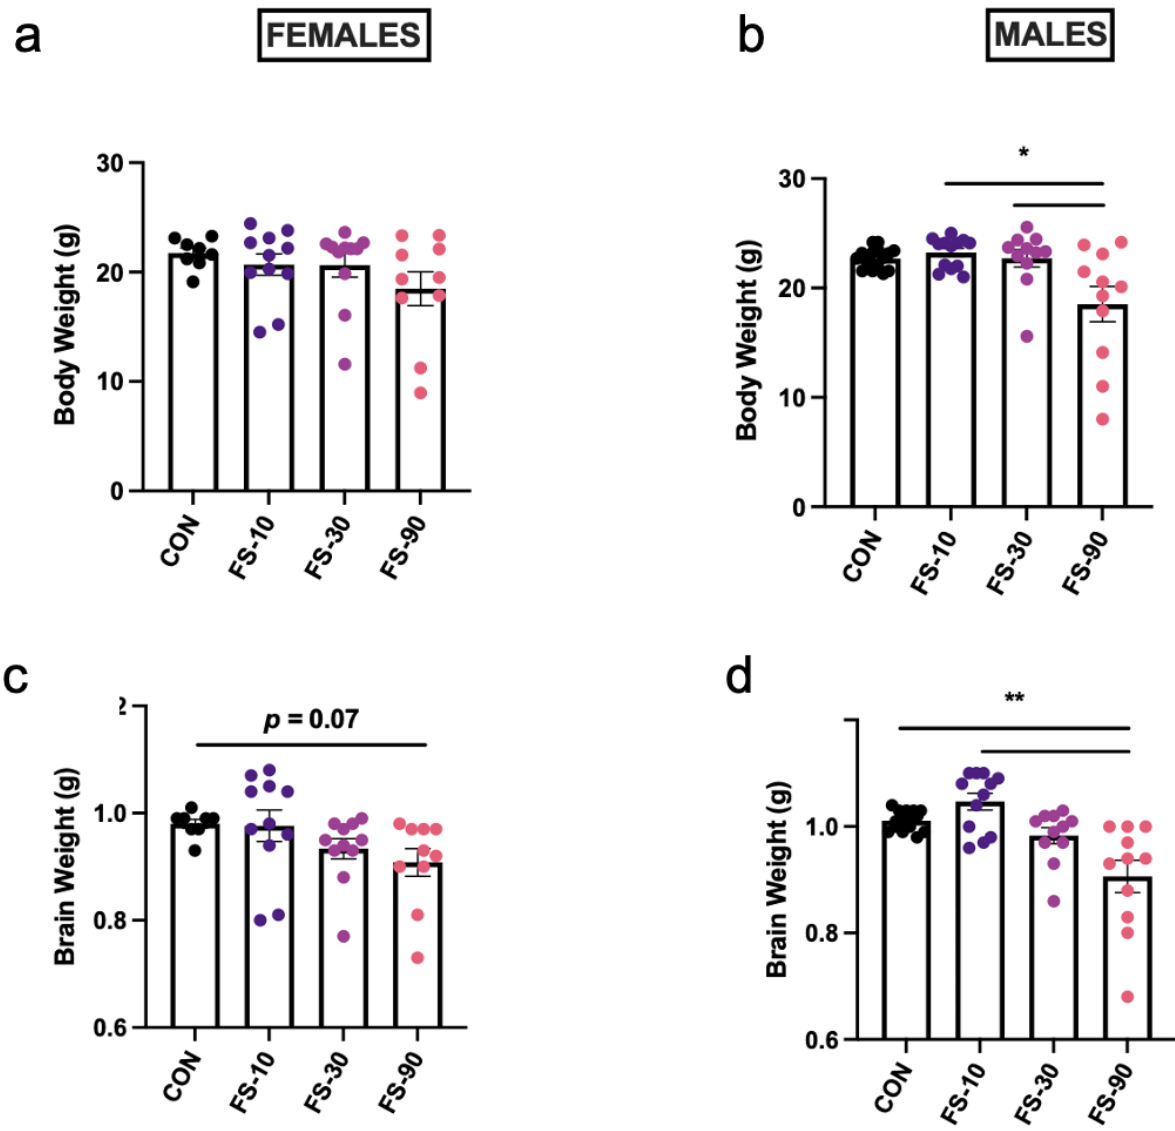 a
FEMALES
b
MALES
Body Weight (g)
30
20
10
0
CON
FS-10
FS-30
FS-90
*
Body Weight (g)
30
20
10
0
CON
FS-10
FS-30
FS-90
c
p = 0.07
Brain Weight (g)
2
1.0
0.8
0.6
CON
FS-10
FS-30
FS-90
d
**
Brain Weight (g)
1.0
0.8
0.6
CON
FS-10
FS-30
FS-90